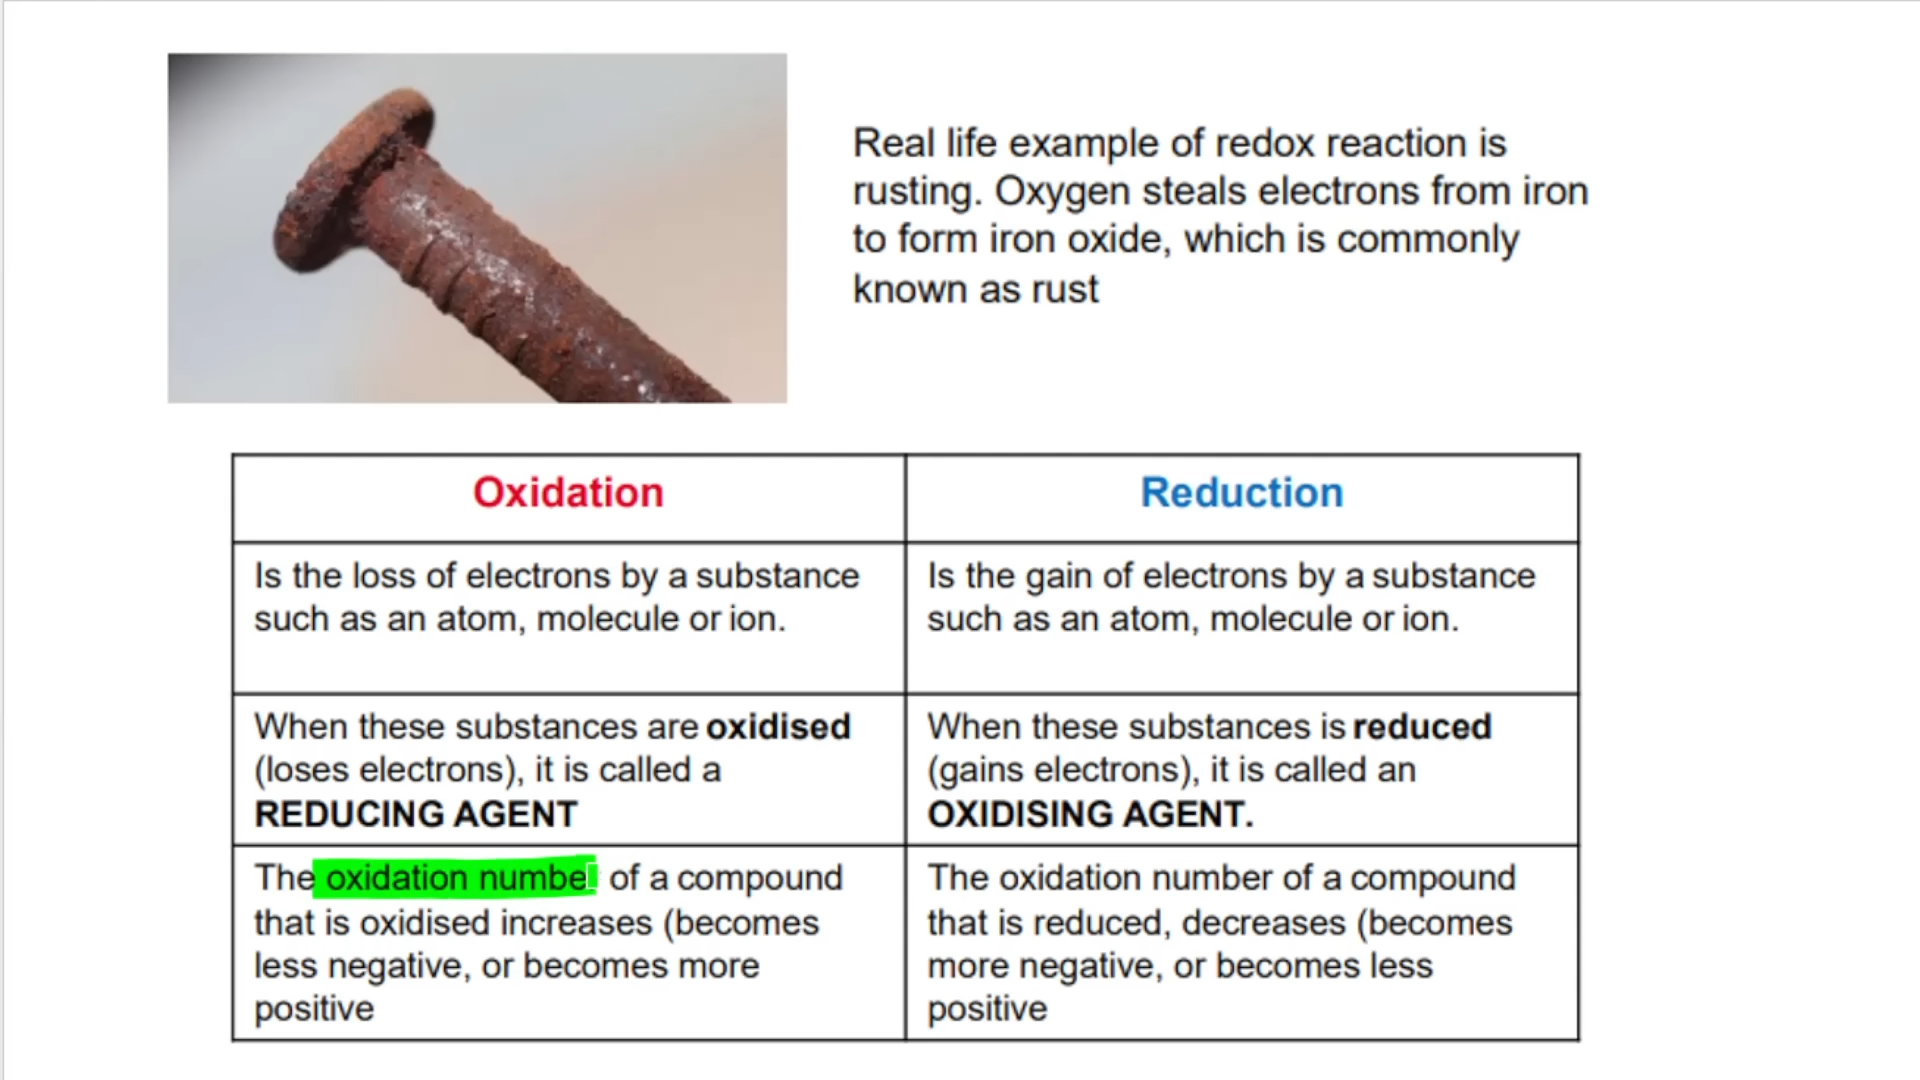 Real life example of redox reaction is
rusting. Oxygen steals electrons from iron
to form iron oxide, which is commonly
known as rust
Oxidation
Reduction
Is the loss of electrons by a substance
such as an atom, molecule or ion.
Is the gain of electrons by a substance
such as an atom, molecule or ion.
When these substances are oxidised
(loses electrons), it is called a
REDUCING AGENT
When these substances is reduced
(gains electrons), it is called an
OXIDISING AGENT.
The oxidation number of a compound
that is oxidised increases (becomes
less negative, or becomes more
positive
The oxidation number of a compound
that is reduced, decreases (becomes
more negative, or becomes less
positive